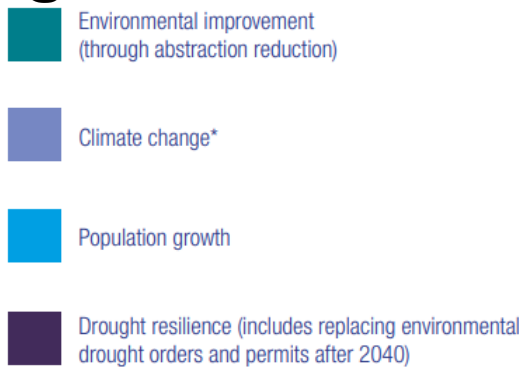 Environmental improvement
(through abstraction reduction)
Climate change*
Population growth
Drought resilience (includes replacing environmental
drought orders and permits after 2040)